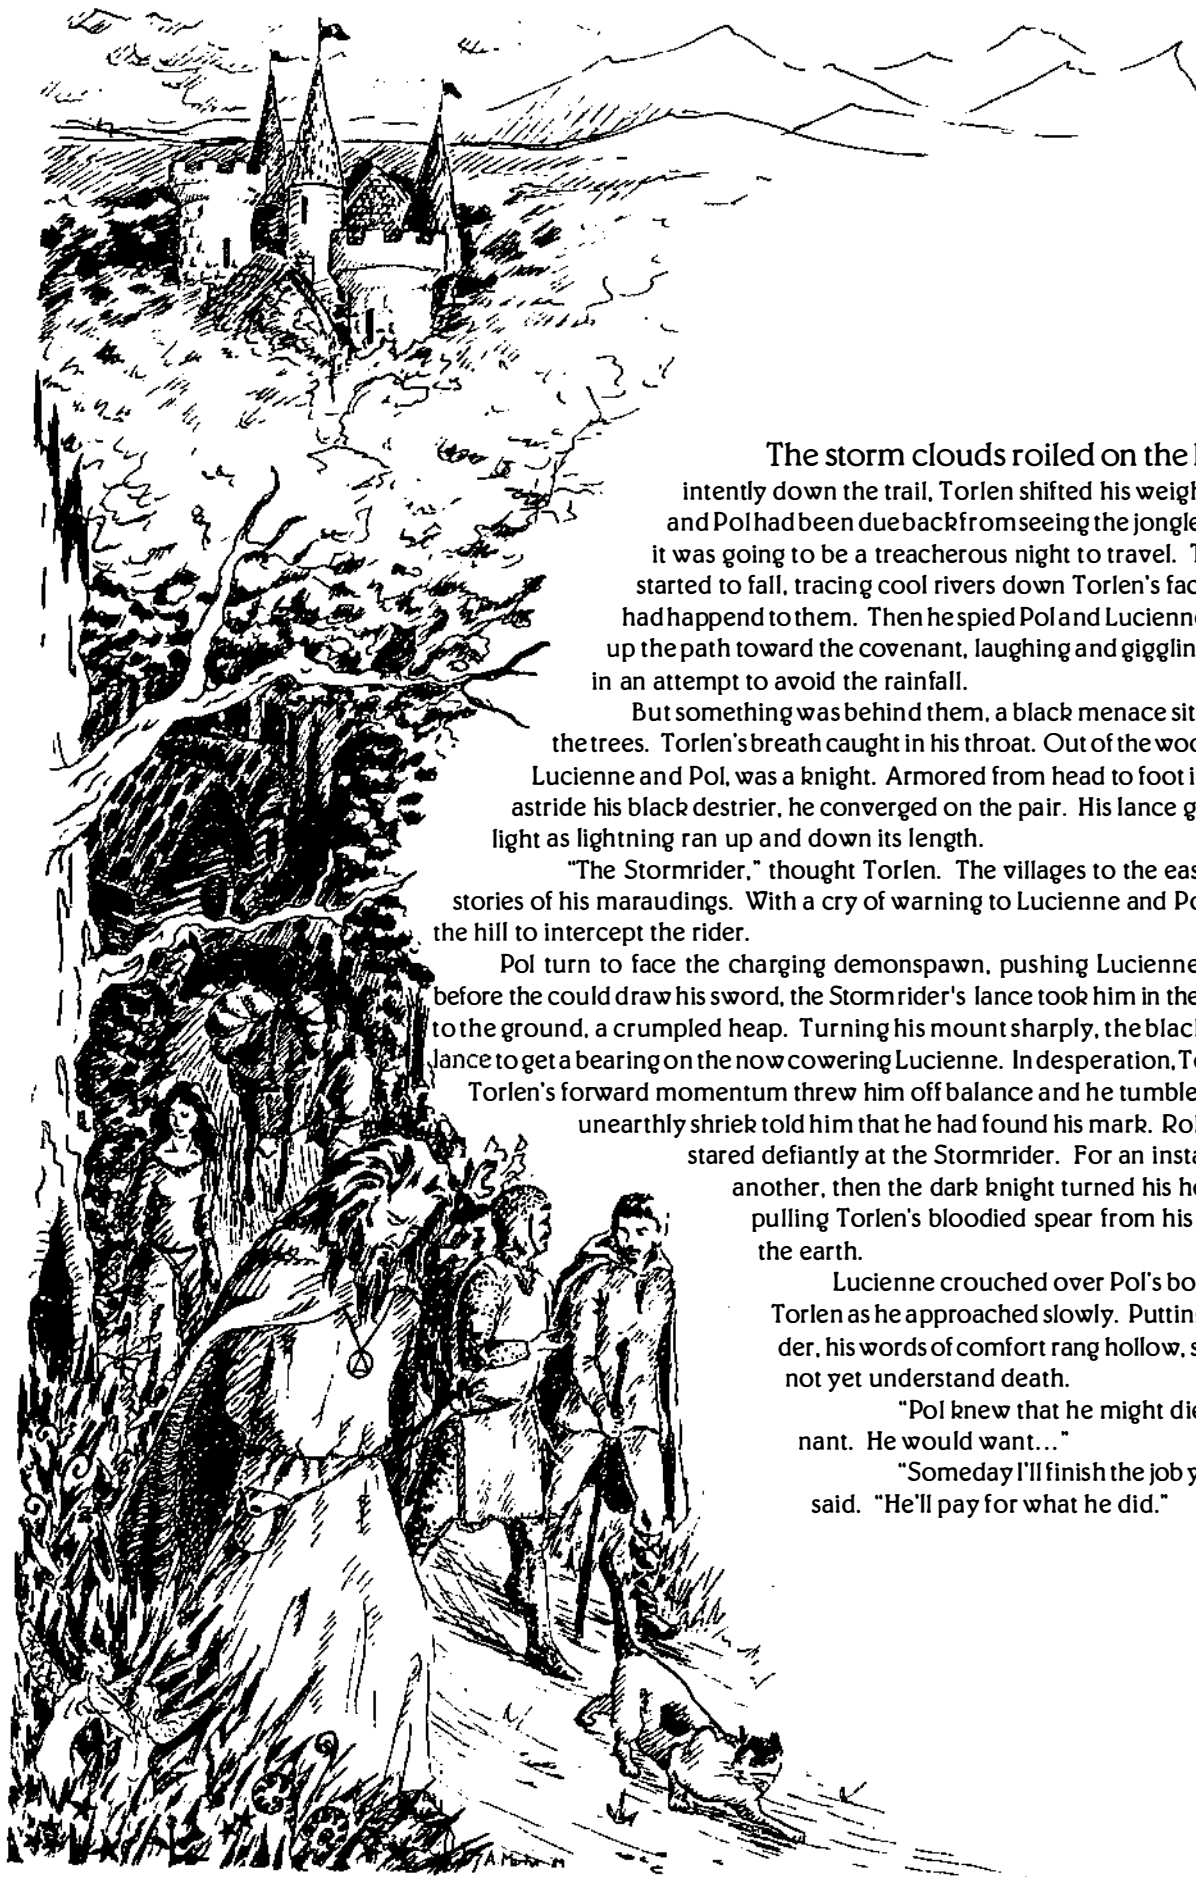 The storm clouds roiled on the
intently down the trail, Torlen shifted his weigh
and Pol had been due back from seeing the jongle
it was going to be a treacherous night to travel. T
started to fall, tracing cool rivers down Torlen's fac
had happend to them. Then he spied Pol and Lucienne
up the path toward the covenant, laughing and gigglin
in an attempt to avoid the rainfall.
But something was behind them, a black menace sit
the trees. Torlen's breath caught in his throat. Out of the woo
Lucienne and Pol, was a knight. Armored from head to foot i
astride his black destrier, he converged on the pair. His lance g
light as lightning ran up and down its length.
"The Stormrider," thought Torlen. The villages to the eas
stories of his maraudings. With a cry of warning to Lucienne and Po
the hill to intercept the rider.
Pol turn to face the charging demonspawn, pushing Lucienne
before the could draw his sword, the Stormrider's lance took him in the
to the ground, a crumpled heap. Turning his mount sharply, the blac
lance to get a bearing on the now cowering Lucienne. In desperation, To
Torlen's forward momentum threw him off balance and he tumble
unearthly shriek told him that he had found his mark. Rol
stared defiantly at the Stormrider. For an insta
another, then the dark knight turned his ho
pulling Torlen's bloodied spear from his
the earth.
Lucienne crouched over Pol's bo
Torlen as he approached slowly. Puttin
der, his words of comfort rang hollow, s
not yet understand death.
"Pol knew that he might die
nant. He would want..."
"Someday I'll finish the job y
said. "He'll pay for what he did."